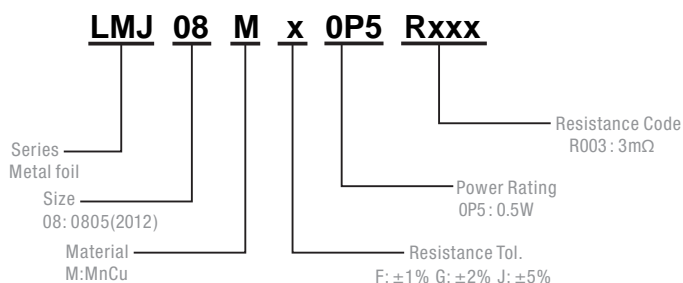 LMJ 08 M x 0P5 Rxxx
Resistance Code
R003 : 3mΩ
Series
Metal foil
Power Rating
0P5 : 0.5W
Size
08: 0805(2012)
Material
M:MnCu
Resistance Tol.
F: ±1% G: ±2% J: ±5%